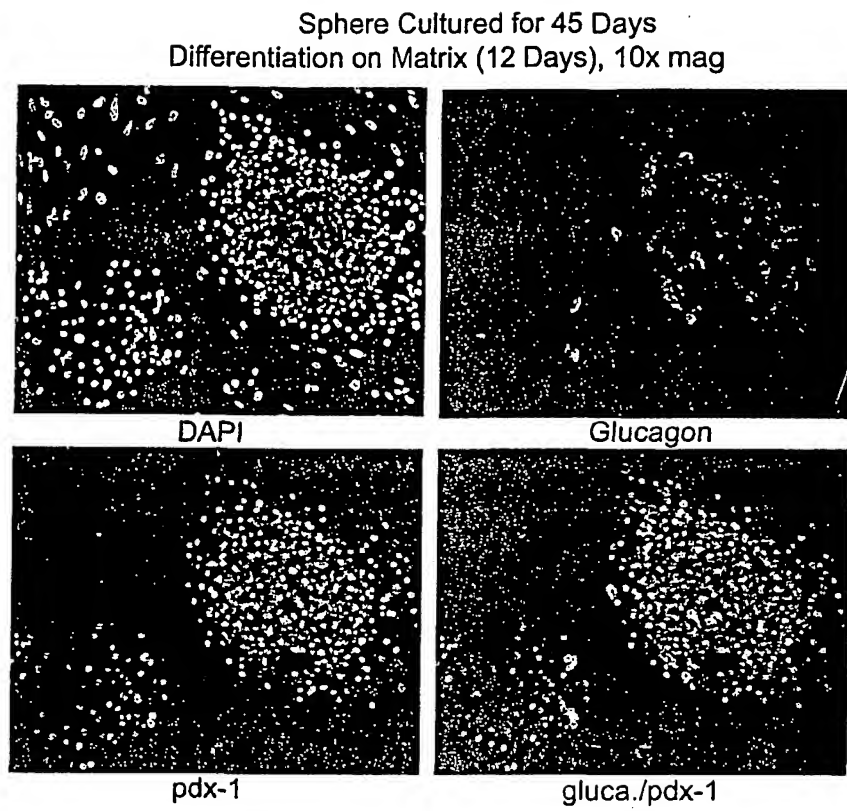 Sphere Cultured for 45 Days
Differentiation on Matrix (12 Days), 10x mag
DAPI
Glucagon
pdx-1
gluca./pdx-1